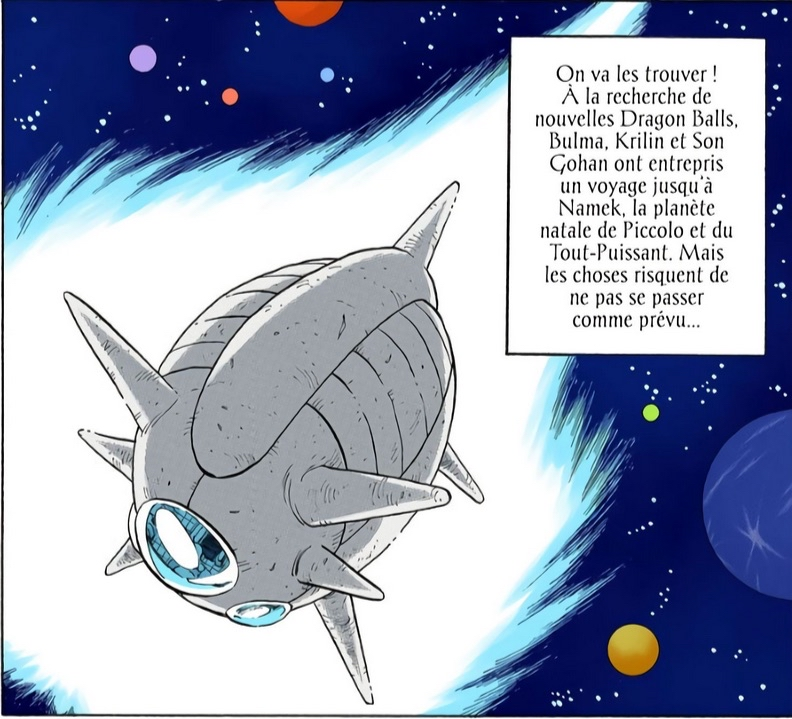 On va les trouver !
À la recherche de
nouvelles Dragon Balls,
Bulma, Krilin et Son
Gohan ont entrepris
un voyage jusqu'à
Namek, la planète
natale de Piccolo et du
Tout-Puissant. Mais
les choses risquent de
ne pas se passer
comme prévu...